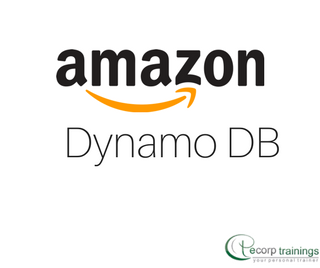 amazon
Dynamo DB
ecorp trainings
your personal trainer